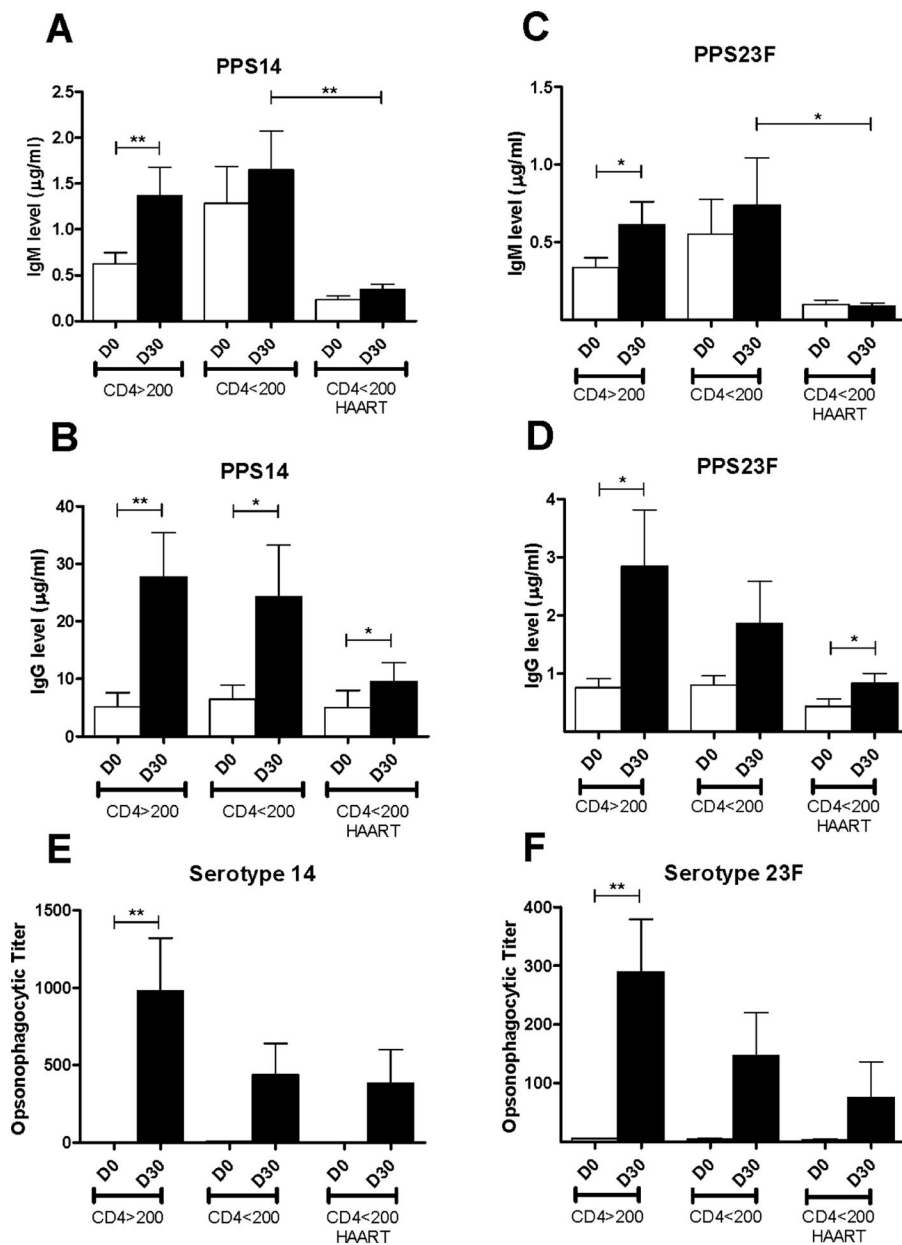 A
PPS14
IgM level (µg/ml)
2.5
2.0
1.5
1.0
0.5
0.0
**
**
D0 D30 D0 D30 D0 D30
CD4>200 CD4<200 CD4<200
HAART
C
PPS23F
IgM level (µg/ml)
1.5
1.0
0.5
*
*
D0 D30 D0 D30 D0 D30
CD4>200 CD4<200 CD4<200
HAART
B
PPS14
IgG level (µg/ml)
40
30
20
10
0
** * *
D0 D30 D0 D30 D0 D30
CD4>200 CD4<200 CD4<200
HAART
D
PPS23F
IgG level (µg/ml)
4
3
2
1
* *
D0 D30 D0 D30 D0 D30
CD4>200 CD4<200 CD4<200
HAART
E
Serotype 14
Opsonophagocytic Titer
1500
1000
500
0
**
D0 D30 D0 D30 D0 D30
CD4>200 CD4<200 CD4<200
HAART
F
Serotype 23F
Opsonophagocytic Titer
400
300
200
100
**
D0 D30 D0 D30 D0 D30
CD4>200 CD4<200 CD4<200
HAART